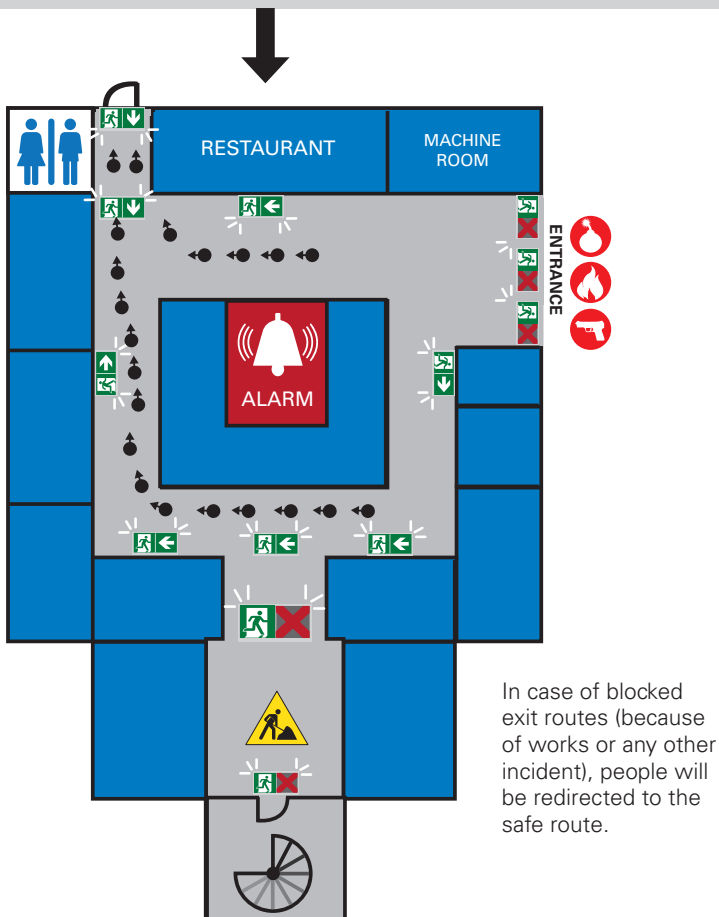 RESTAURANT
MACHINE
ROOM
ENTRANCE
ALARM
In case of blocked
exit routes (because
of works or any other
incident), people will
be redirected to the
safe route.